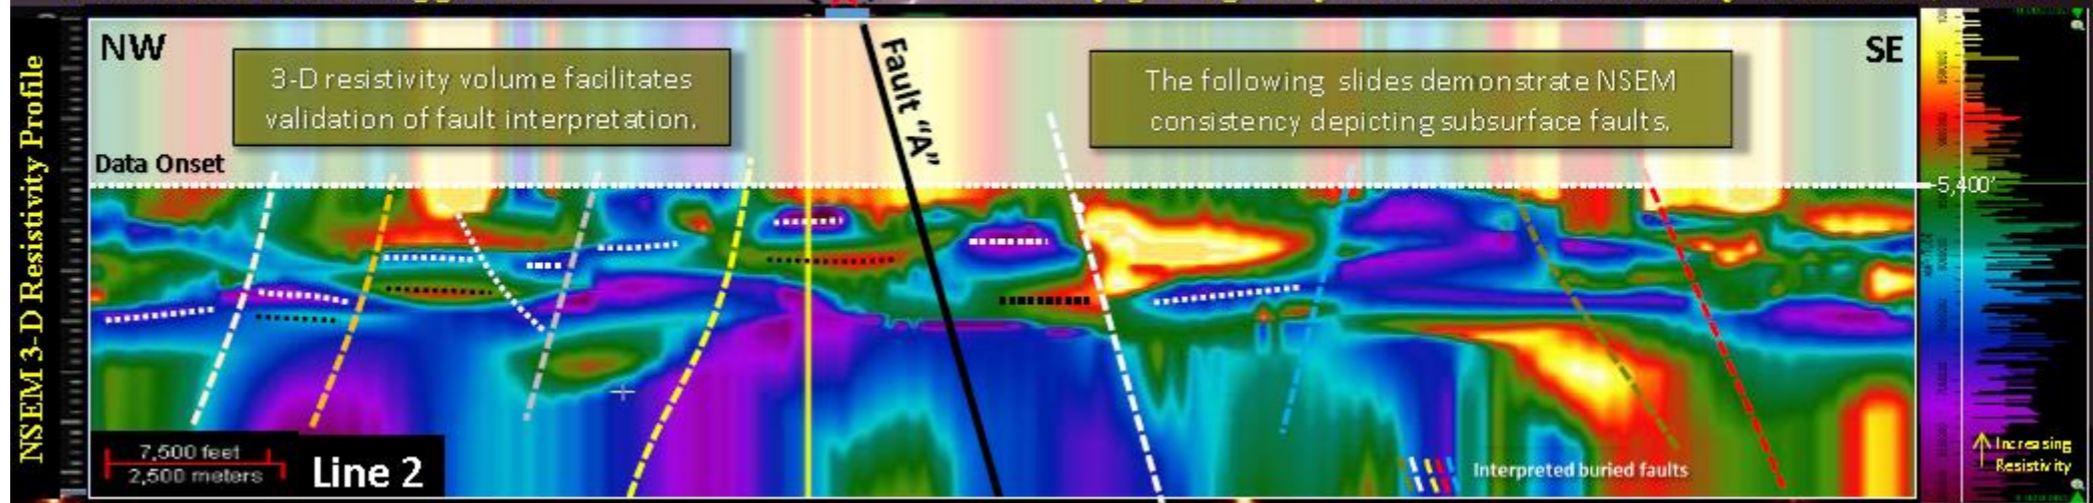 NSEM 3-D Resistivity Profile
NW
3-D resistivity volume facilitates
validation of fault interpretation.
Fault "A"
The following slides demonstrate NSEM
consistency depicting subsurface faults.
SE
Data Onset
5,400'
7,500 feet
2,500 meters
Line 2
Interpreted buried faults
Increasing
Resistivity